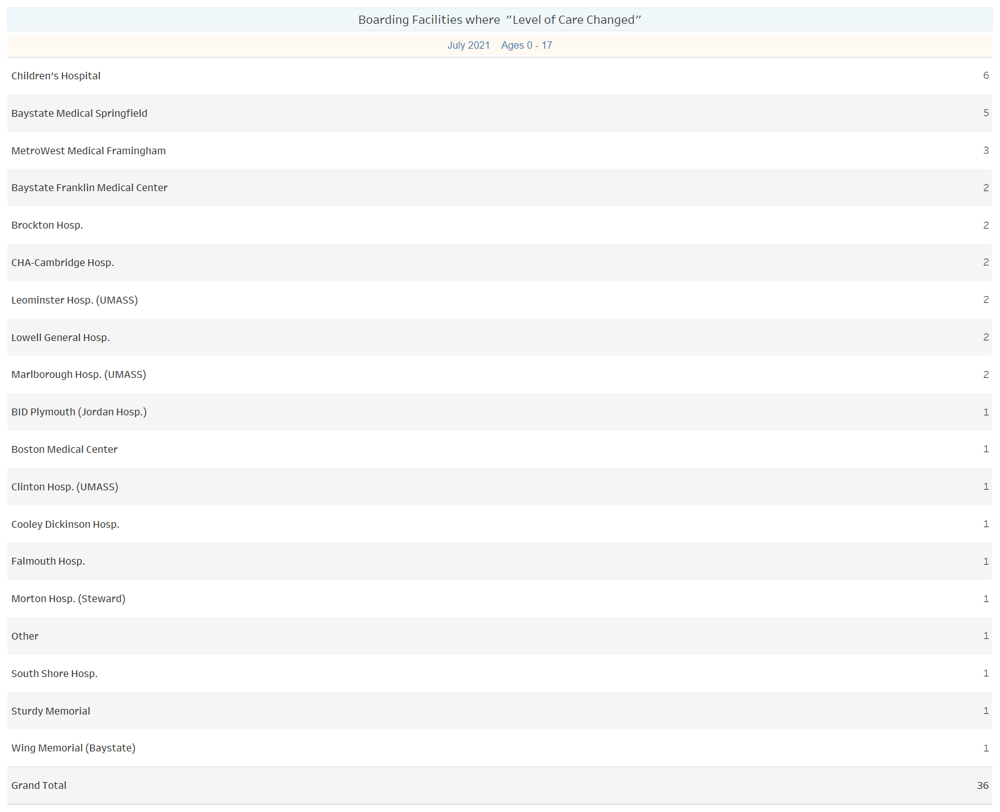 Boarding Facilities where "Level of Care Changed"
July 2021 Ages 0 - 17
Children's Hospital 6
Baystate Medical Springfield 5
MetroWest Medical Framingham 3
Baystate Franklin Medical Center 2
Brockton Hosp. 2
CHA-Cambridge Hosp. 2
Leominster Hosp. (UMASS) 2
Lowell General Hosp. 2
Marlborough Hosp. (UMASS) 2
BID Plymouth (Jordan Hosp.) 1
Boston Medical Center 1
Clinton Hosp. (UMASS) 1
Cooley Dickinson Hosp. 1
Falmouth Hosp. 1
Morton Hosp. (Steward) 1
Other 1
South Shore Hosp. 1
Sturdy Memorial 1
Wing Memorial (Baystate) 1
Grand Total 36